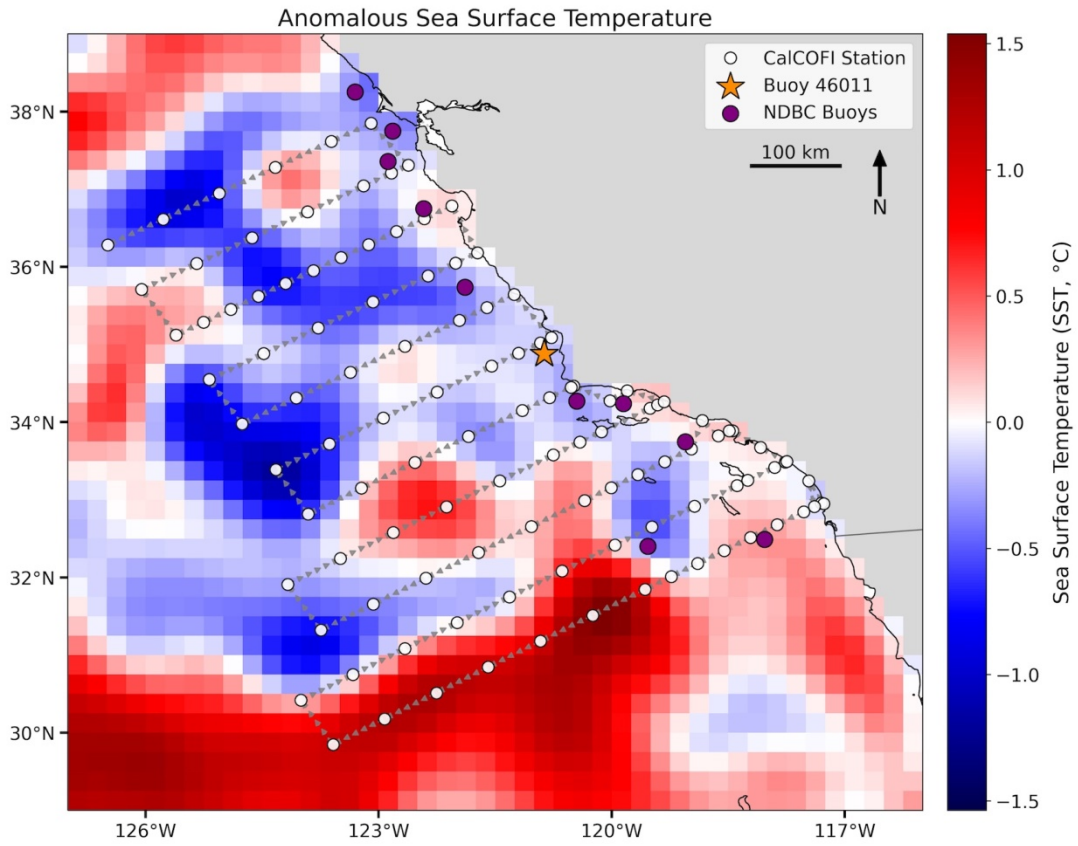 Anomalous Sea Surface Temperature
CalCOFI Station
Buoy 46011
NDBC Buoys
100 km
N
38°N
36°N
34°N
32°N
30°N
126°W
123°W
120°W
117°W
1.5
1.0
0.5
0.0
−0.5
−1.0
−1.5
Sea Surface Temperature (SST, °C)